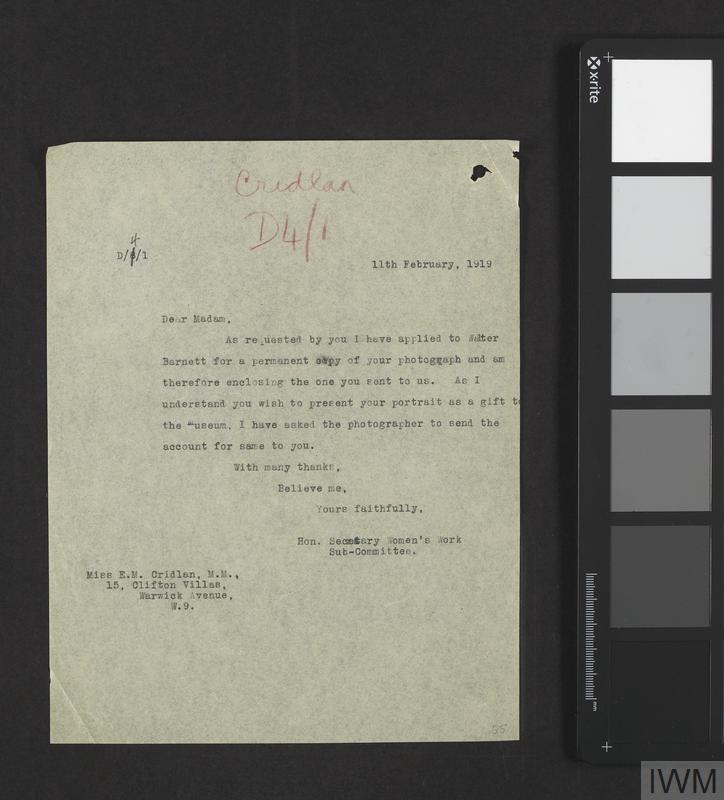 Cridlan
D4/1
4
D/6/1
11th February, 1919
Dear Madam,
As requested by you I have applied to Walter
Barnett for a permanent copy of your photograph and am
therefore enclosing the one you sent to us. As I
understand you wish to present your portrait as a gift to
the Museum, I have asked the photographer to send the
account for same to you.
With many thanks,
Believe me,
Yours faithfully,
Hon. Secretary Women's Work
Sub-Committee.
Miss E.M. Cridlan, M.M.,
15, Clifton Villas,
Warwick Avenue,
W.9.
35
x-rite
mm
IWM